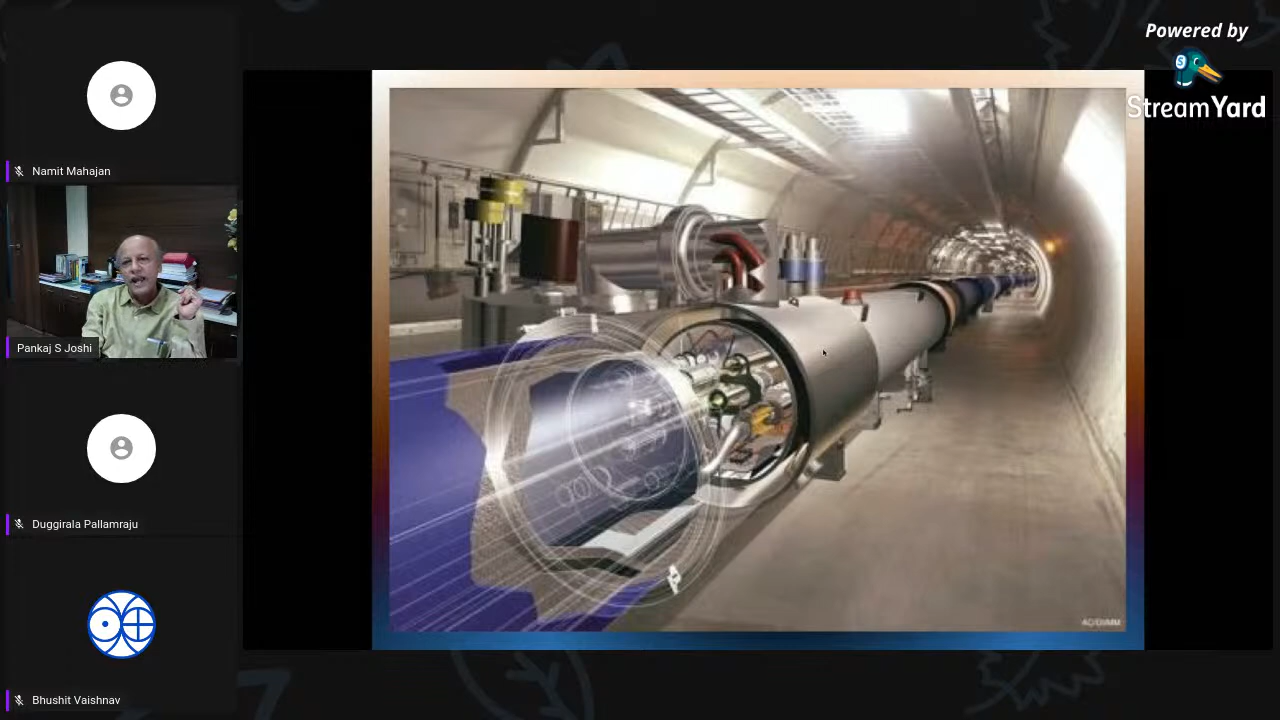 Powered by
StreamYard
Namit Mahajan
Pankaj S Joshi
Duggirala Pallamraju
Bhushit Vaishnav